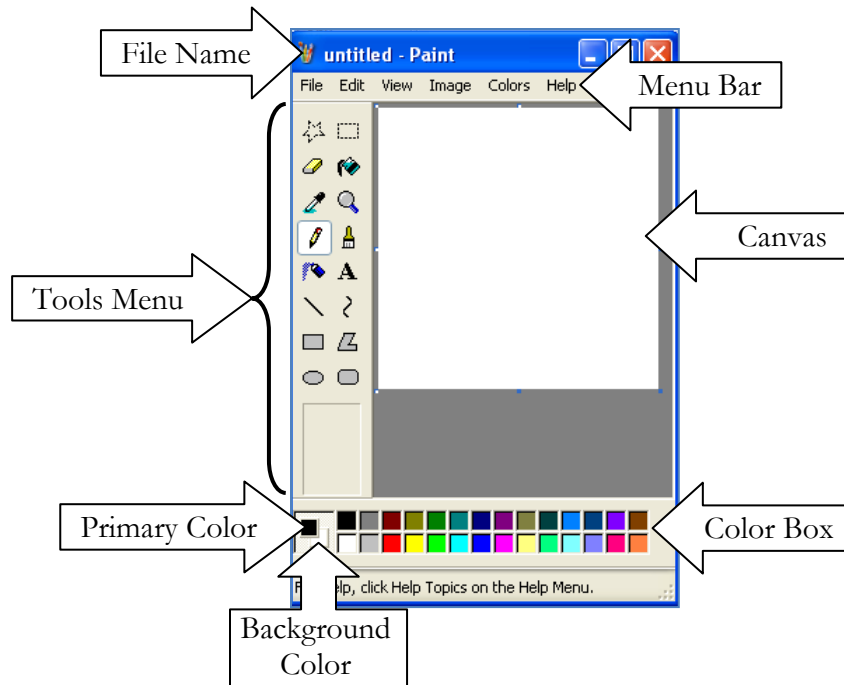 File Name
untitled - Paint
File Edit View Image Colors Help
Menu Bar
Canvas
Tools Menu
A
Primary Color
Color Box
click Help Topics on the Help Menu.
Background
Color